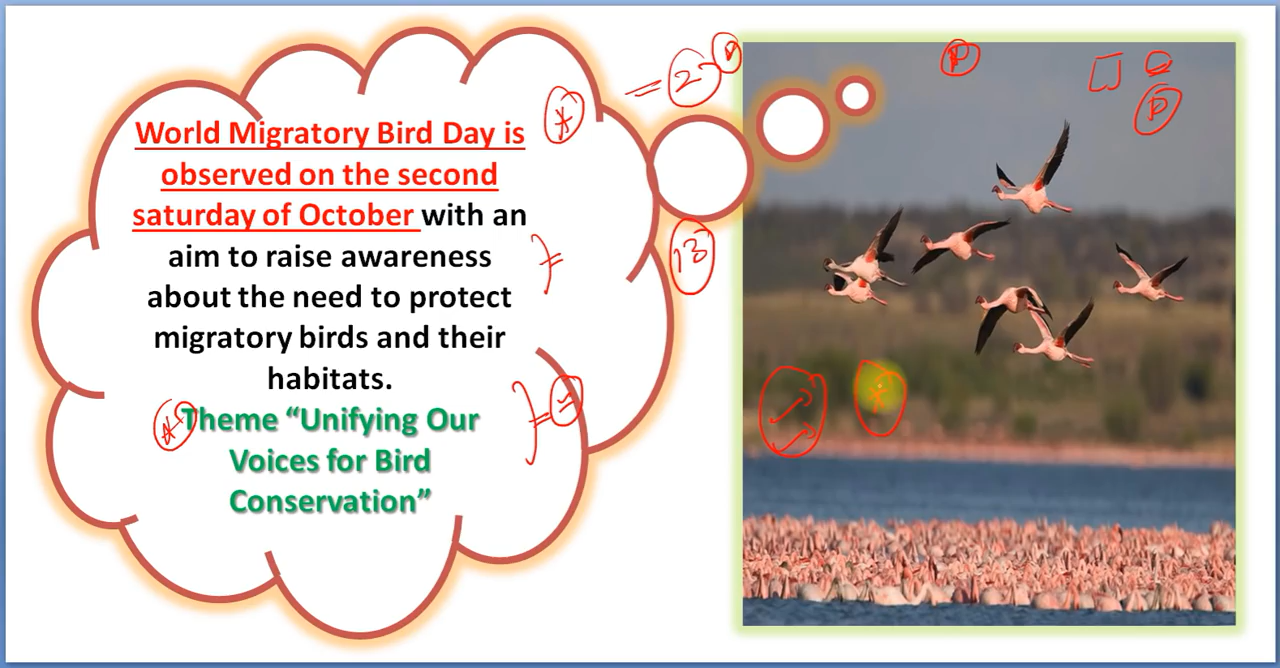 World Migratory Bird Day is
observed on the second
saturday of October with an
aim to raise awareness
about the need to protect
migratory birds and their
habitats.
Theme “Unifying Our
Voices for Bird
Conservation”
13